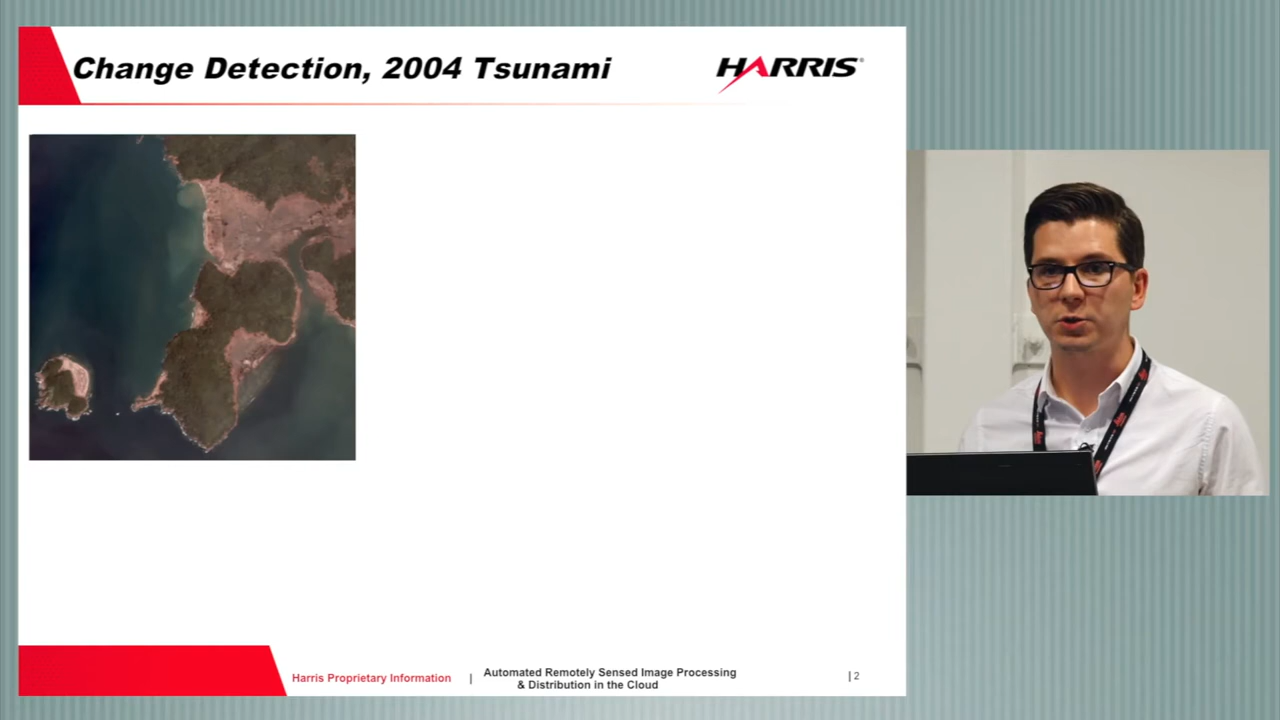 Change Detection, 2004 Tsunami
HARRIS®
Harris Proprietary Information
|
Automated Remotely Sensed Image Processing
& Distribution in the Cloud
| 2